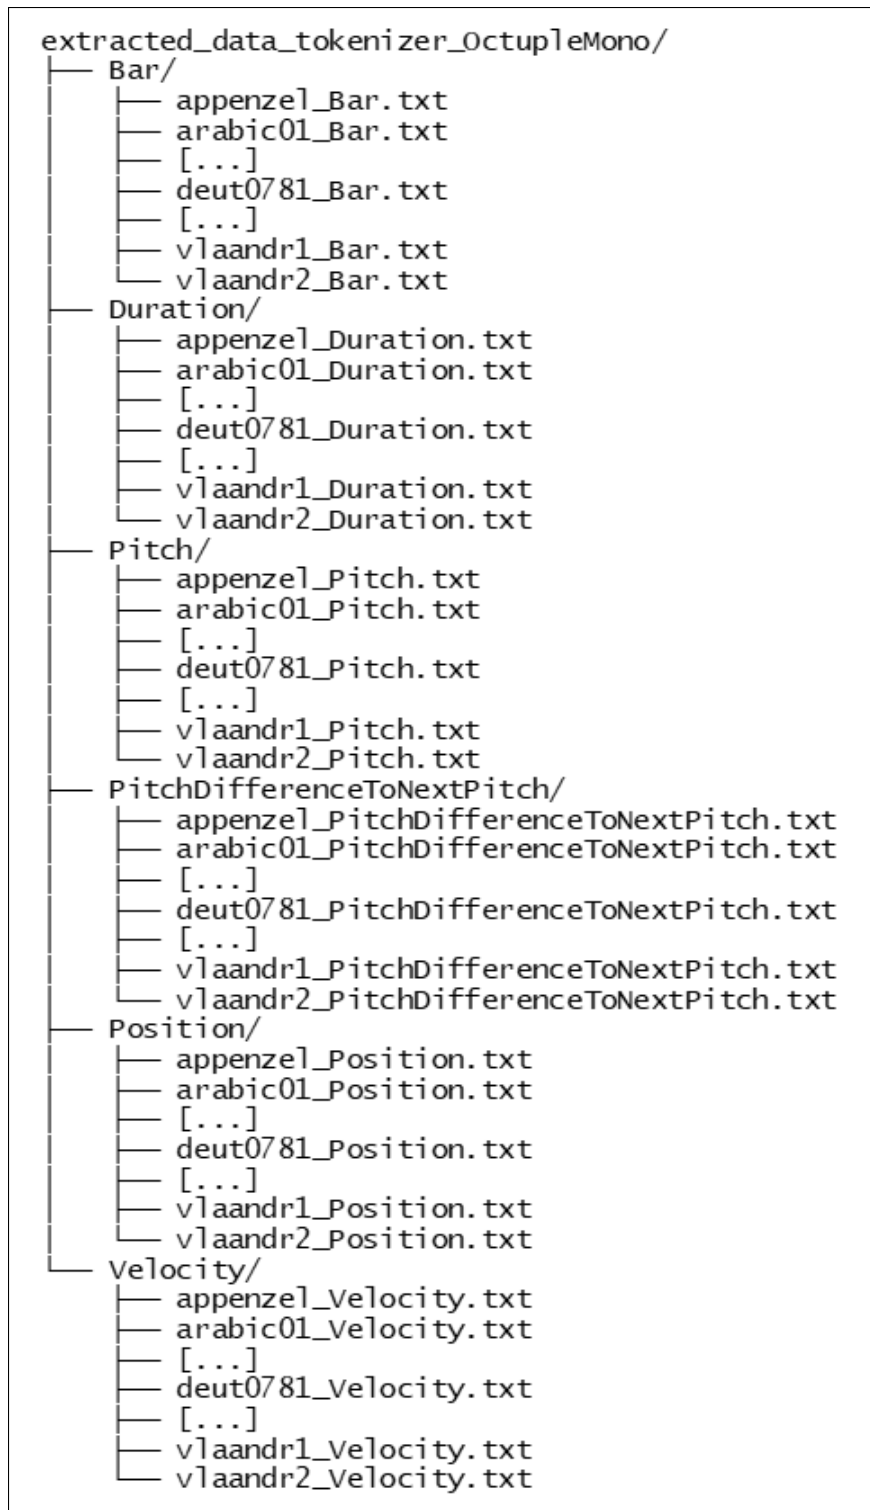 extracted_data_tokenizer_OctupleMono/
├── Bar/
│   ├── appenzel_Bar.txt
│   ├── arabic01_Bar.txt
│   ├── [...]
│   ├── deut0781_Bar.txt
│   ├── [...]
│   ├── vlaandr1_Bar.txt
│   └── vlaandr2_Bar.txt
├── Duration/
│   ├── appenzel_Duration.txt
│   ├── arabic01_Duration.txt
│   ├── [...]
│   ├── deut0781_Duration.txt
│   ├── [...]
│   ├── vlaandr1_Duration.txt
│   └── vlaandr2_Duration.txt
├── Pitch/
│   ├── appenzel_Pitch.txt
│   ├── arabic01_Pitch.txt
│   ├── [...]
│   ├── deut0781_Pitch.txt
│   ├── [...]
│   ├── vlaandr1_Pitch.txt
│   └── vlaandr2_Pitch.txt
├── PitchDifferenceToNextPitch/
│   ├── appenzel_PitchDifferenceToNextPitch.txt
│   ├── arabic01_PitchDifferenceToNextPitch.txt
│   ├── [...]
│   ├── deut0781_PitchDifferenceToNextPitch.txt
│   ├── [...]
│   ├── vlaandr1_PitchDifferenceToNextPitch.txt
│   └── vlaandr2_PitchDifferenceToNextPitch.txt
├── Position/
│   ├── appenzel_Position.txt
│   ├── arabic01_Position.txt
│   ├── [...]
│   ├── deut0781_Position.txt
│   ├── [...]
│   ├── vlaandr1_Position.txt
│   └── vlaandr2_Position.txt
└── Velocity/
    ├── appenzel_Velocity.txt
    ├── arabic01_Velocity.txt
    ├── [...]
    ├── deut0781_Velocity.txt
    ├── [...]
    ├── vlaandr1_Velocity.txt
    └── vlaandr2_Velocity.txt